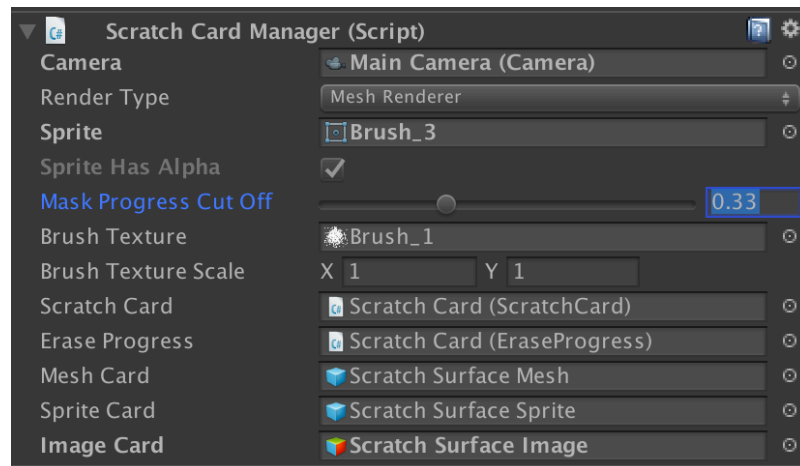 Scratch Card Manager (Script)
Camera Main Camera (Camera)
Render Type Mesh Renderer
Sprite Brush_3
Sprite Has Alpha
Mask Progress Cut Off 0.33
Brush Texture Brush_1
Brush Texture Scale X 1 Y 1
Scratch Card Scratch Card (ScratchCard)
Erase Progress Scratch Card (EraseProgress)
Mesh Card Scratch Surface Mesh
Sprite Card Scratch Surface Sprite
Image Card Scratch Surface Image